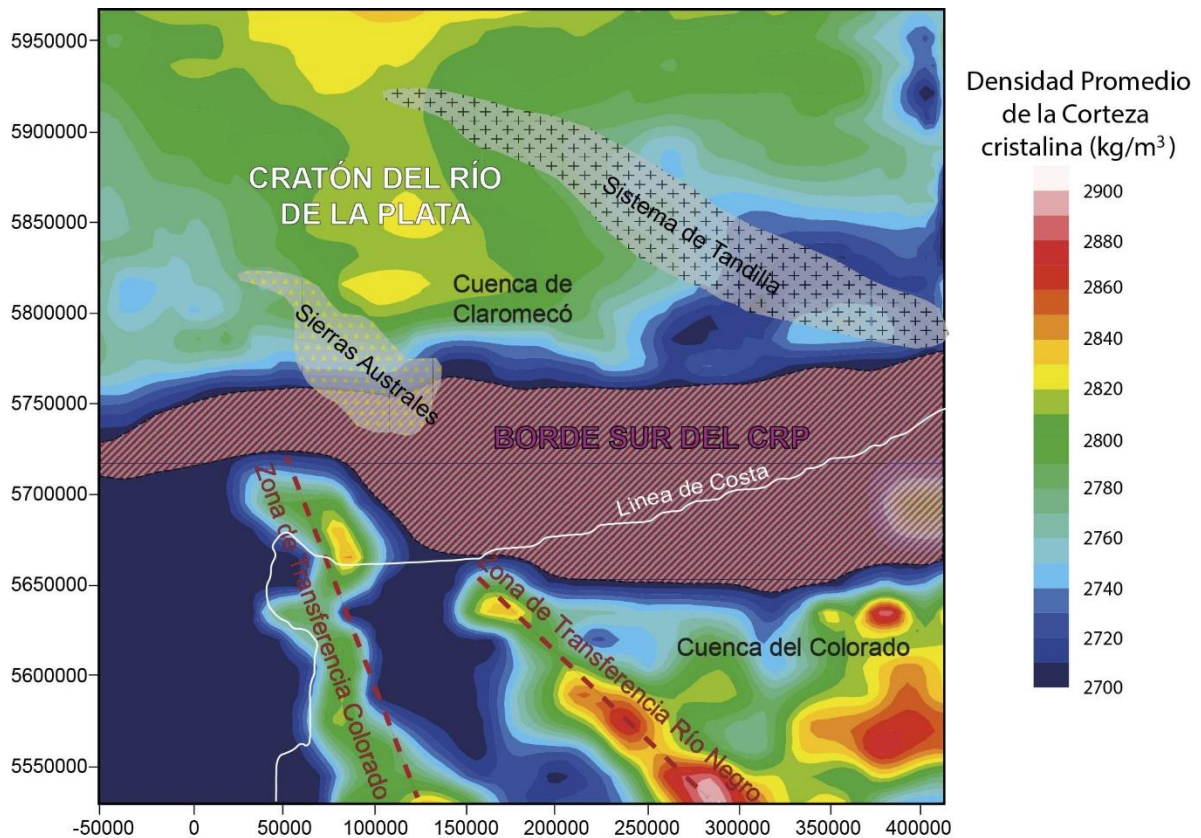 Densidad Promedio
de la Corteza
cristalina (kg/m³)
2900
2880
2860
2840
2820
2800
2780
2760
2740
2720
2700
5950000
5900000
5850000
5800000
5750000
5700000
5650000
5600000
5550000
CRATÓN DEL RÍO
DE LA PLATA
Sistema de Tandilia
Cuenca de
Claromecó
Sierras Australes
BORDE SUR DEL CRP
Linea de Costa
Zona de Transferencia Colorado
Zona de Transferencia Río Negro
Cuenca del Colorado
-50000
0
50000
100000
150000
200000
250000
300000
350000
400000